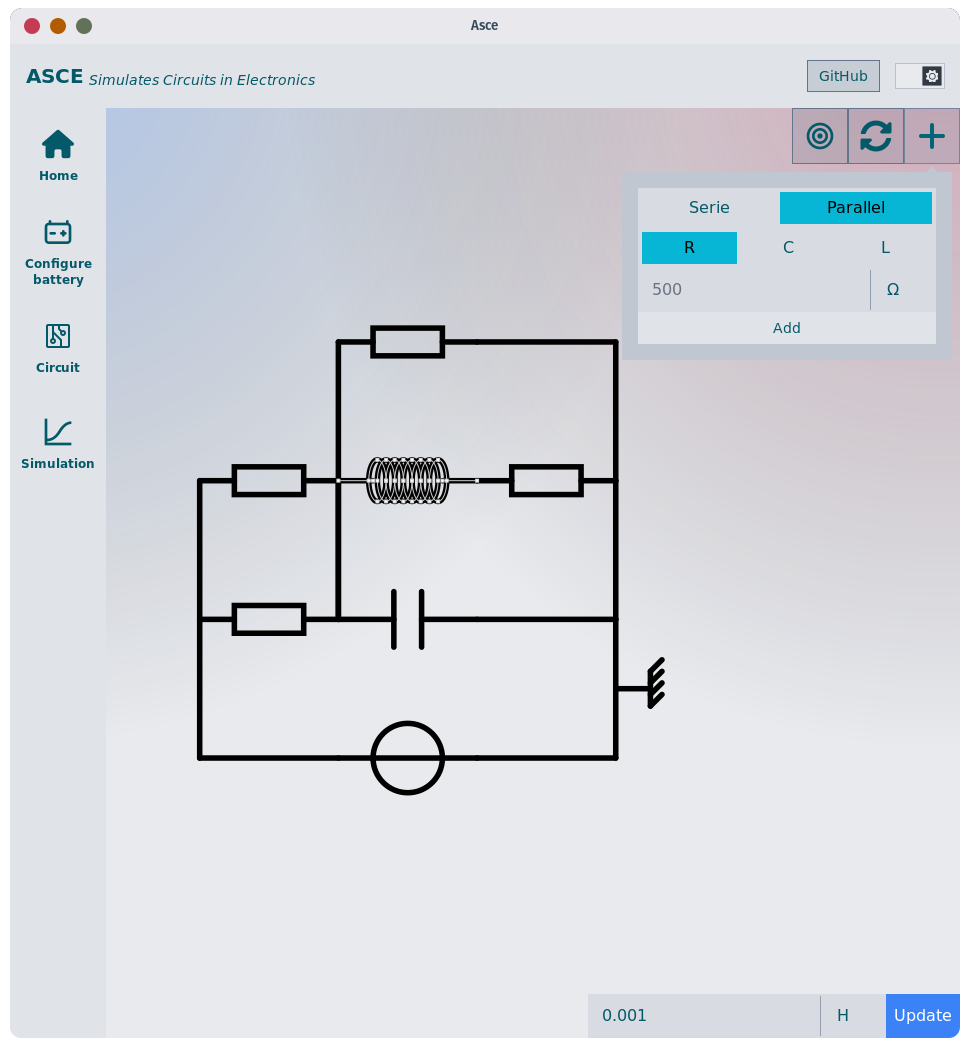 Asce
ASCE Simulates Circuits in Electronics
GitHub
Home
Configure
battery
Circuit
Simulation
Serie Parallel
R C L
500 Ω
Add
0.001 H Update